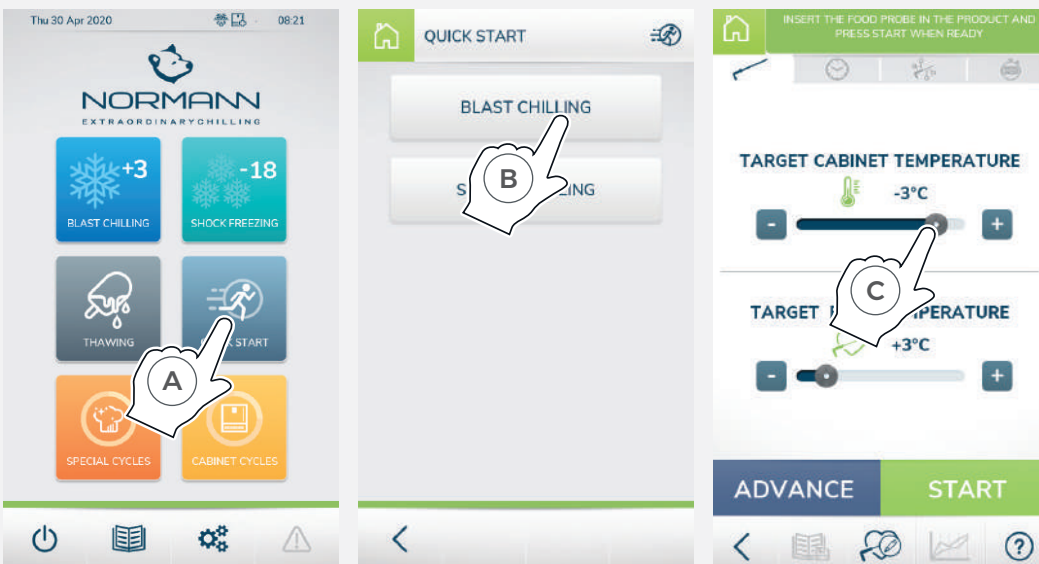 Thu 30 Apr 2020
08:21
NORMANN
EXTRAORDINARYCHILLING
+3
BLAST CHILLING
-18
SHOCK FREEZING
THAWING
START
A
SPECIAL CYCLES
CABINET CYCLES
QUICK START
BLAST CHILLING
B
S ZING
INSERT THE FOOD PROBE IN THE PRODUCT AND
PRESS START WHEN READY
TARGET CABINET TEMPERATURE
-3°C
- +
C
TARGET PERATURE
+3°C
- +
ADVANCE START
?